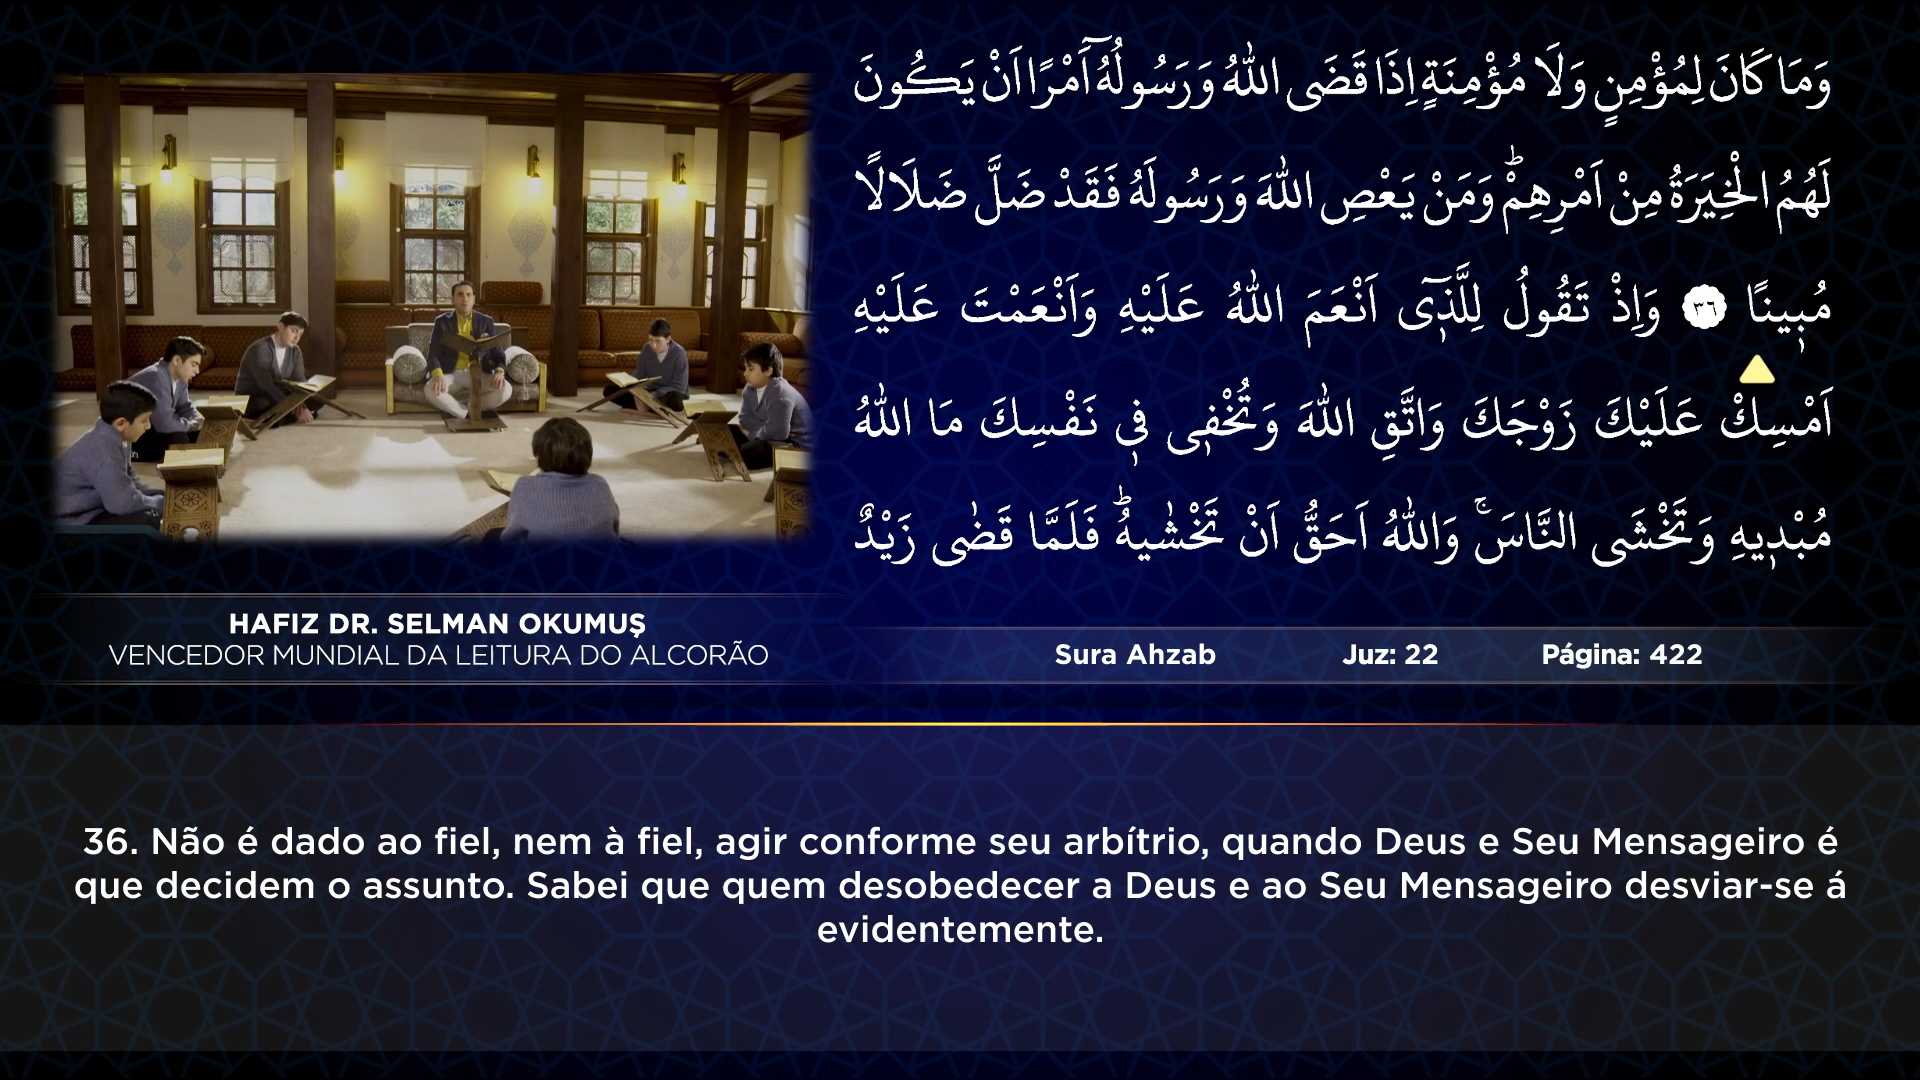 وَمَا كَانَ لِمُؤْمِنٍ وَلَا مُؤْمِنَةٍ اِذَا قَضَى اللّٰهُ وَرَسُولُهُٓ اَمْرًا اَنْ يَكُونَ
لَهُمُ الْخِيَرَةُ مِنْ اَمْرِهِمْۜ وَمَنْ يَعْصِ اللّٰهَ وَرَسُولَهُ فَقَدْ ضَلَّ ضَلَالًا
مُب۪ينًا ٣٦ وَاِذْ تَقُولُ لِلَّذ۪ٓى اَنْعَمَ اللّٰهُ عَلَيْهِ وَاَنْعَمْتَ عَلَيْهِ
اَمْسِكْ عَلَيْكَ زَوْجَكَ وَاتَّقِ اللّٰهَ وَتُخْف۪ى ف۪ى نَفْسِكَ مَا اللّٰهُ
مُبْد۪يهِ وَتَخْشَى النَّاسَۚ وَاللّٰهُ اَحَقُّ اَنْ تَخْشٰيهُۜ فَلَمَّا قَضٰى زَيْدٌ
HAFIZ DR. SELMAN OKUMUŞ
VENCEDOR MUNDIAL DA LEITURA DO ALCORÃO
Sura Ahzab Juz: 22 Página: 422
36. Não é dado ao fiel, nem à fiel, agir conforme seu arbítrio, quando Deus e Seu Mensageiro é
que decidem o assunto. Sabei que quem desobedecer a Deus e ao Seu Mensageiro desviar-se á
evidentemente.